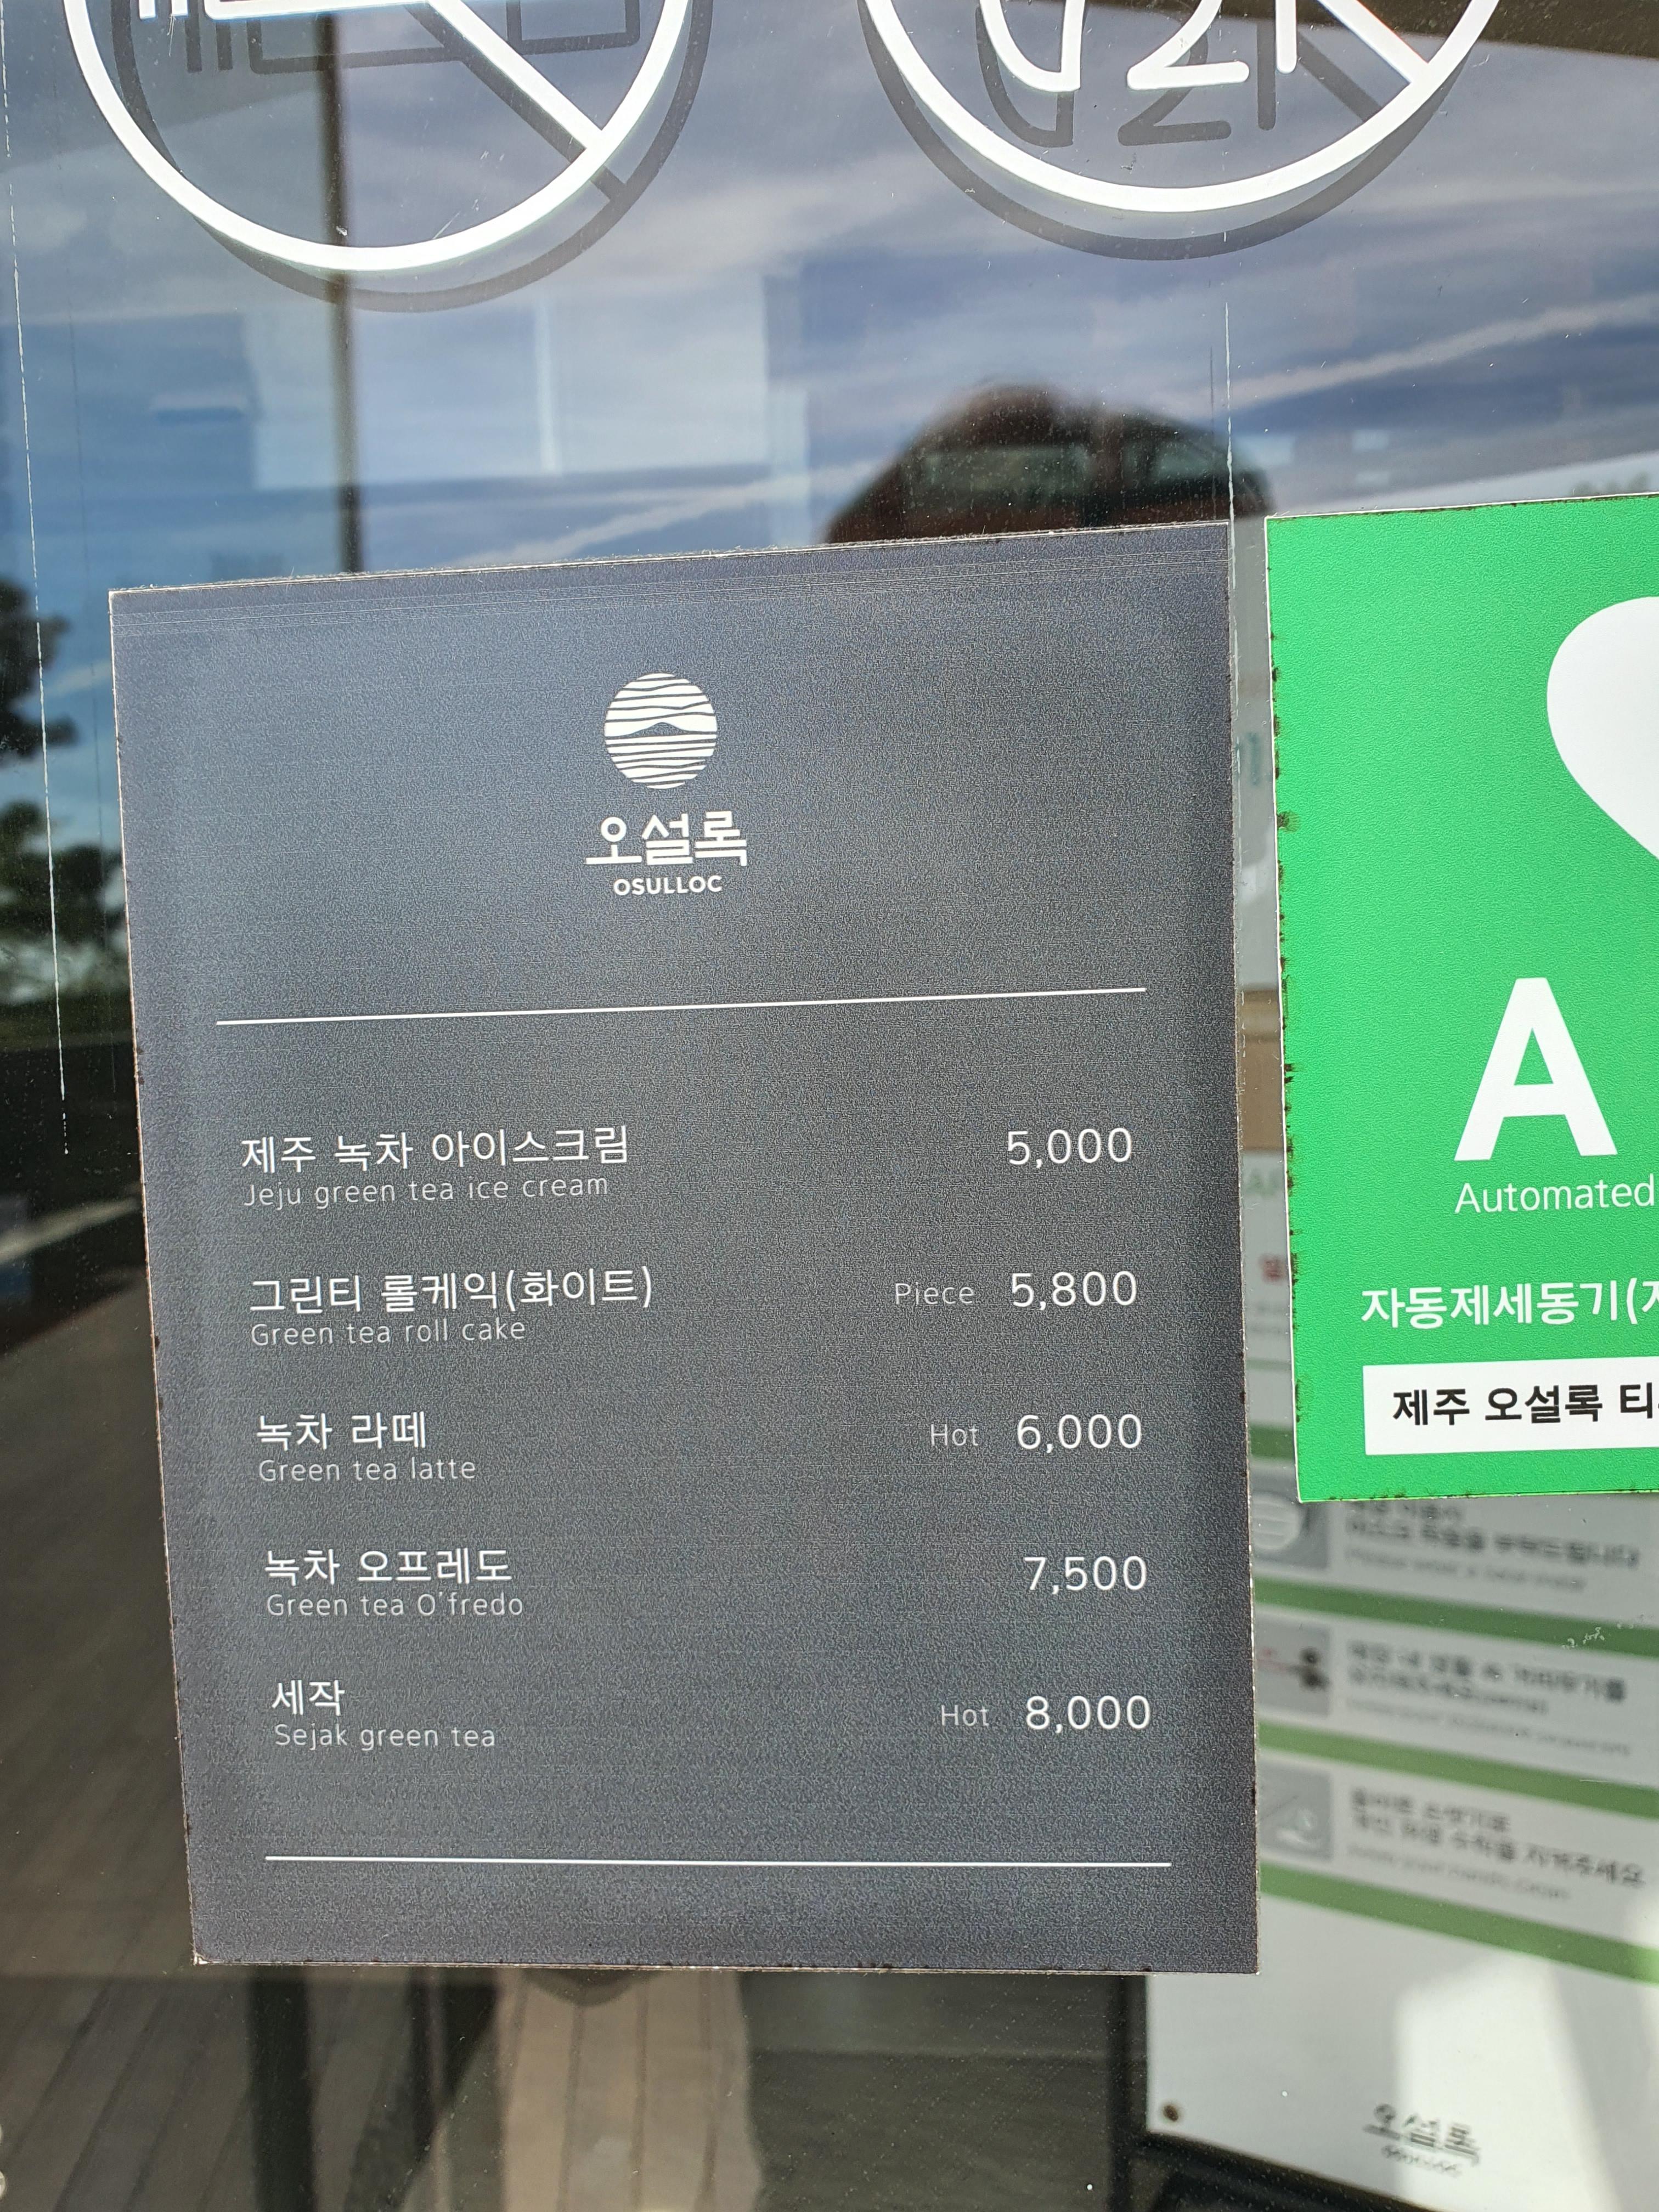 오설록
OSULLOC
제주 녹차 아이스크림 5,000
Jeju green tea ice cream
그린티 롤케익(화이트) Piece 5,800
Green tea roll cake
녹차 라떼 Hot 6,000
Green tea latte
녹차 오프레도 7,500
Green tea O'fredo
세작 Hot 8,000
Sejak green tea
A
Automated
자동제세동기(
제주 오설록
오설록